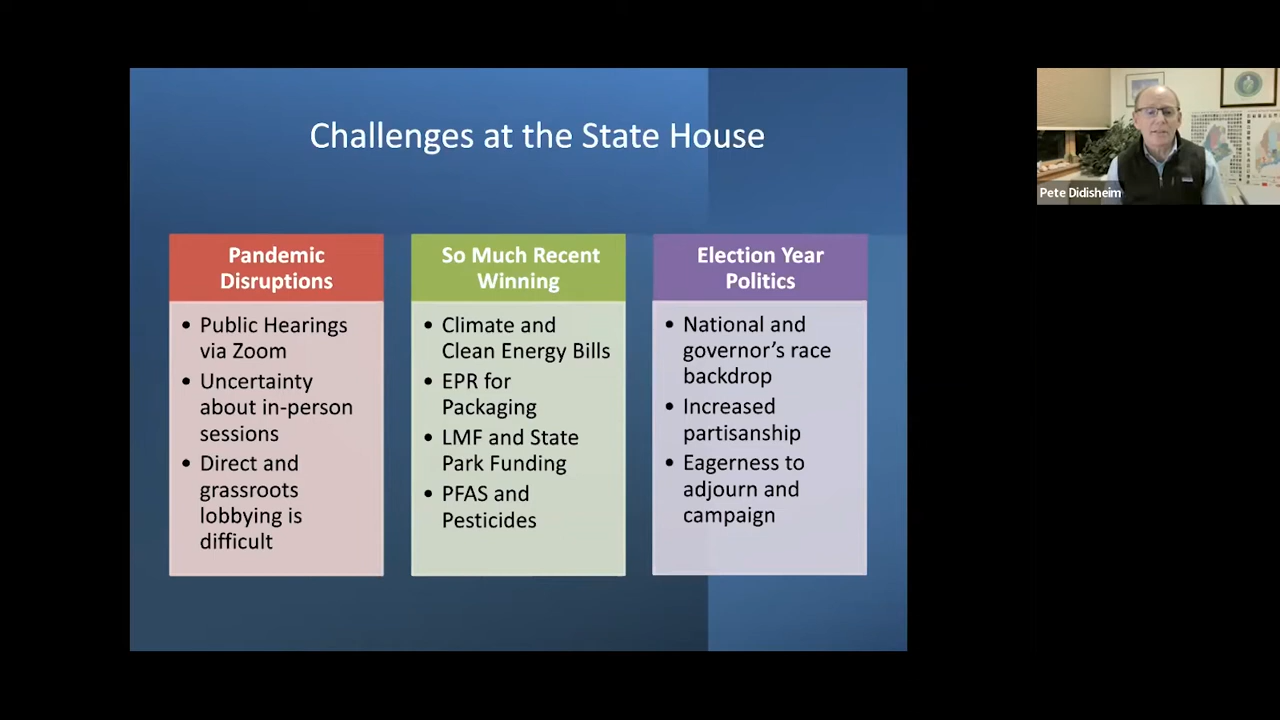 Challenges at the State House
Pandemic
Disruptions
• Public Hearings
via Zoom
• Uncertainty
about in-person
sessions
• Direct and
grassroots
lobbying is
difficult
So Much Recent
Winning
• Climate and
Clean Energy Bills
• EPR for
Packaging
• LMF and State
Park Funding
• PFAS and
Pesticides
Election Year
Politics
• National and
governor's race
backdrop
• Increased
partisanship
• Eagerness to
adjourn and
campaign
Pete Didisheim